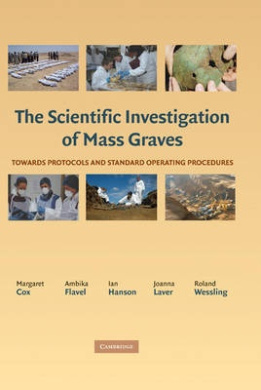 The Scientific Investigation
of Mass Graves
TOWARDS PROTOCOLS AND STANDARD OPERATING PROCEDURES
Margaret Cox
Ambika Flavel
Ian Hanson
Joanna Laver
Roland Wessling
CAMBRIDGE